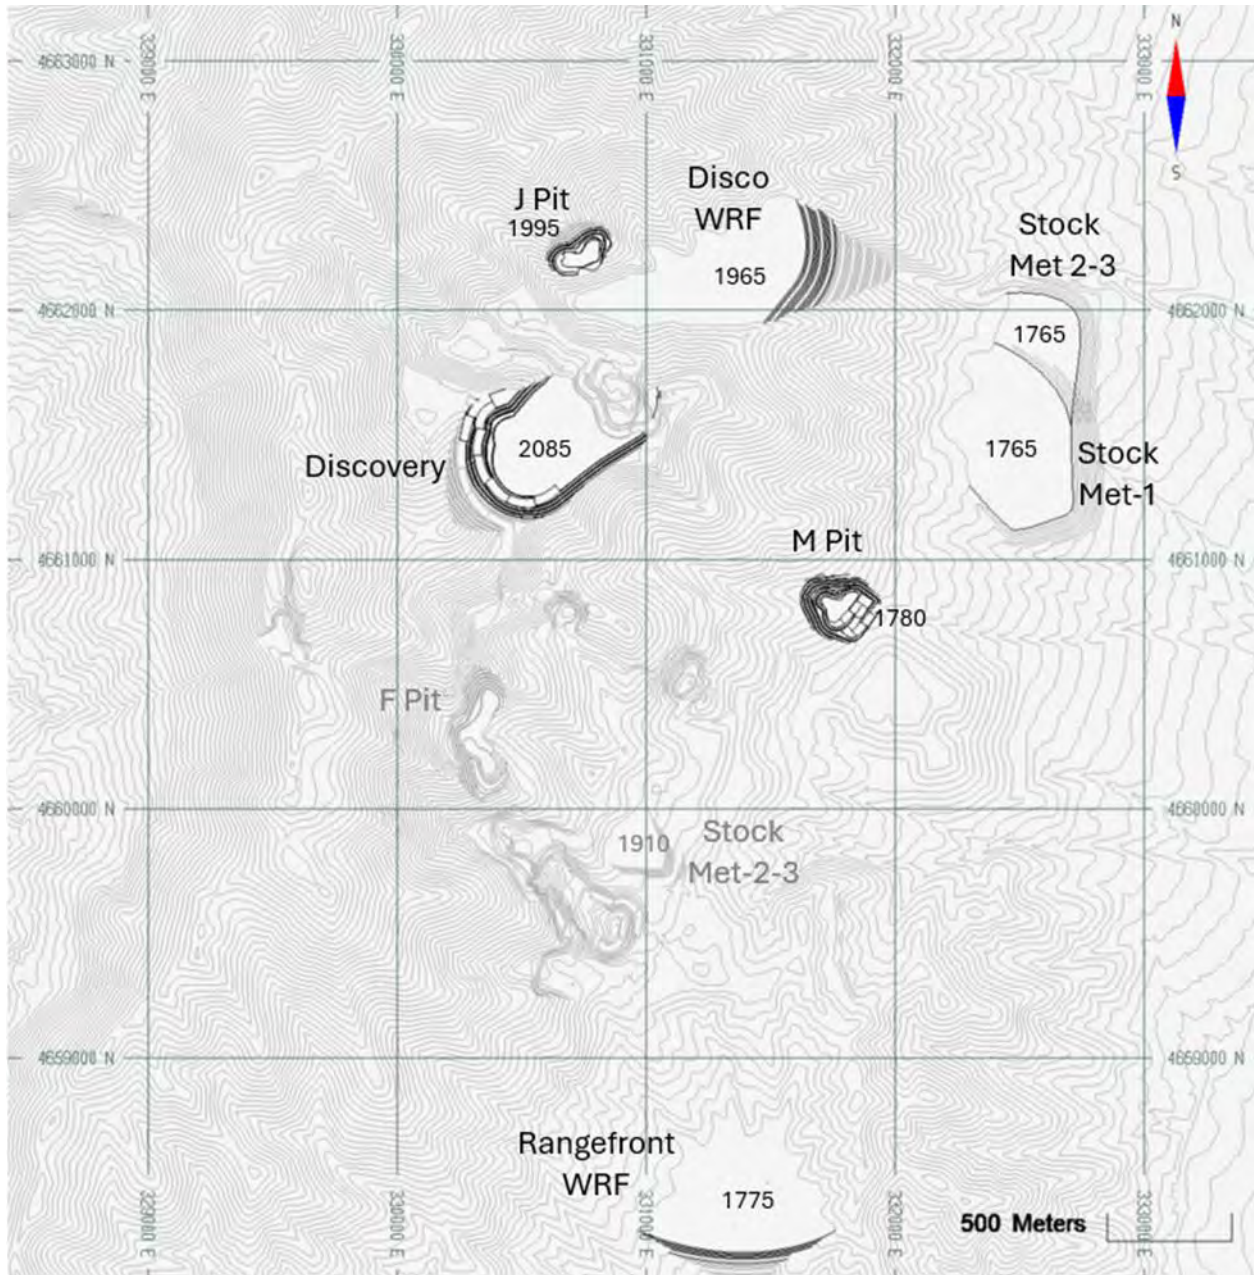 329000 E
330000 E
331000 E
332000 E
333000 E
N
S
4663000 N
4663000 N
Disco
WRF
J Pit
1995
1965
Stock
Met 2-3
4662000 N
4662000 N
1765
2085
1765
Discovery
Stock
Met-1
M Pit
4661000 N
4661000 N
1780
F Pit
4660000 N
4660000 N
1910
Stock
Met-2-3
4659000 N
4659000 N
Rangefront
WRF
1775
500 Meters
329000 E
330000 E
331000 E
332000 E
333000 E